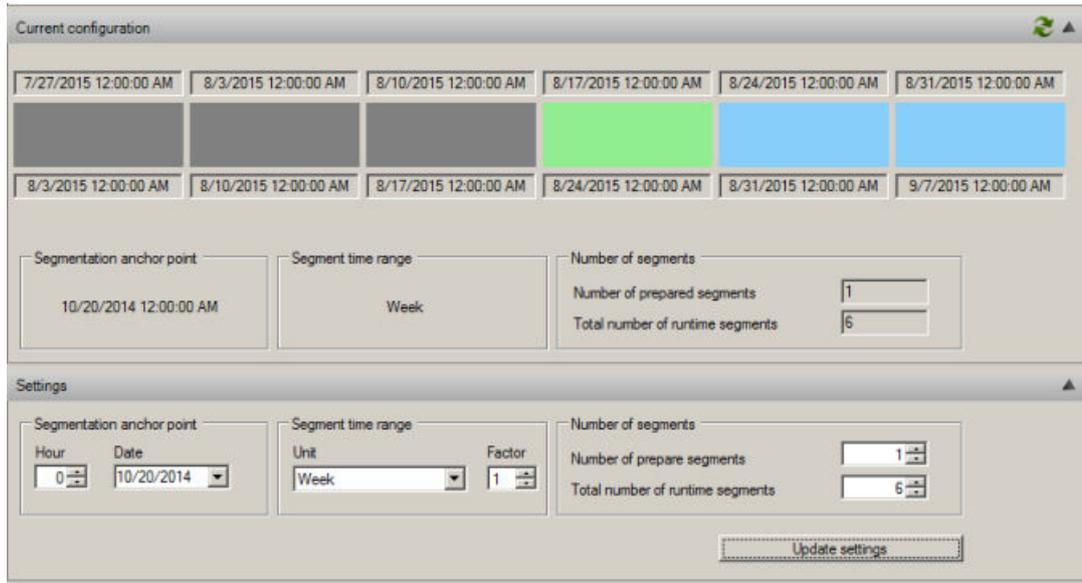 Current configuration
7/27/2015 12:00:00 AM 8/3/2015 12:00:00 AM 8/10/2015 12:00:00 AM 8/17/2015 12:00:00 AM 8/24/2015 12:00:00 AM 8/31/2015 12:00:00 AM
8/3/2015 12:00:00 AM 8/10/2015 12:00:00 AM 8/17/2015 12:00:00 AM 8/24/2015 12:00:00 AM 8/31/2015 12:00:00 AM 9/7/2015 12:00:00 AM
Segmentation anchor point Segment time range Number of segments
10/20/2014 12:00:00 AM Week Number of prepared segments 1
Total number of runtime segments 6
Settings
Segmentation anchor point Segment time range Number of segments
Hour Date Unit Factor
0 10/20/2014 Week 1 Number of prepare segments 1
Total number of runtime segments 6
Update settings